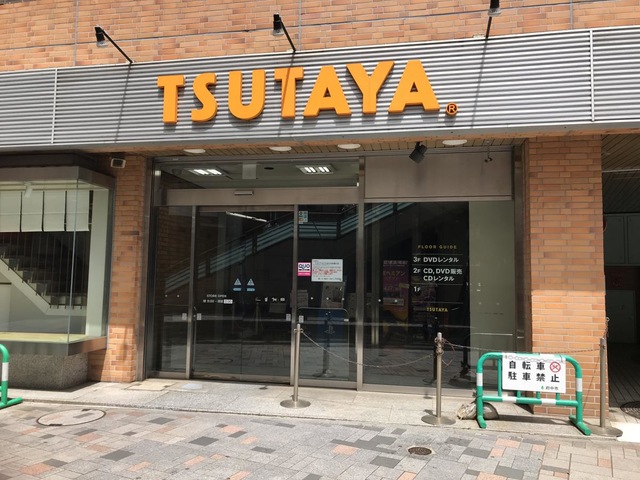 TSUTAYA®
FLOOR GUIDE
3F DVDレンタル
2F CD, DVD販売
CDレンタル
1F
TSUTAYA
自転車
駐車禁止